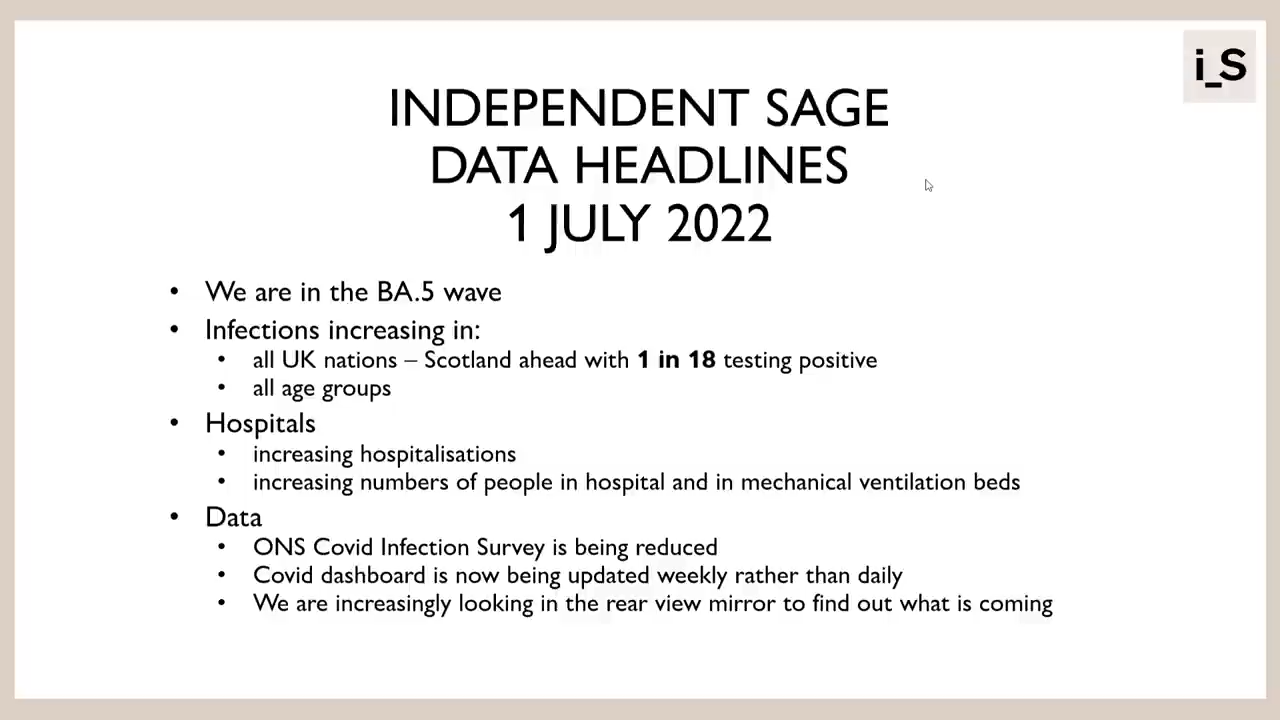 i_S
INDEPENDENT SAGE
DATA HEADLINES
1 JULY 2022
• We are in the BA.5 wave
• Infections increasing in:
• all UK nations – Scotland ahead with 1 in 18 testing positive
• all age groups
• Hospitals
• increasing hospitalisations
• increasing numbers of people in hospital and in mechanical ventilation beds
• Data
• ONS Covid Infection Survey is being reduced
• Covid dashboard is now being updated weekly rather than daily
• We are increasingly looking in the rear view mirror to find out what is coming